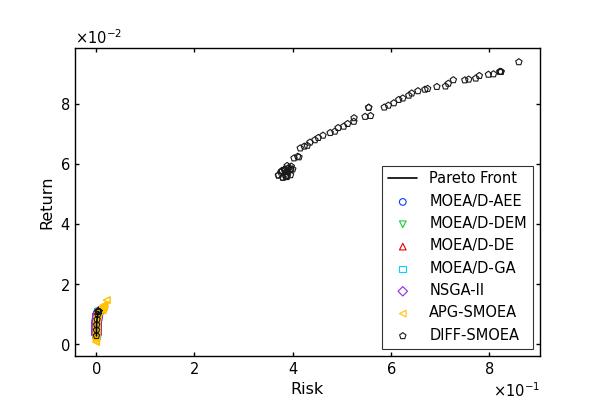 ×10⁻²
8
6
4
2
0
Return
0 2 4 6 8
Risk
×10⁻¹
Pareto Front
MOEA/D-AEE
MOEA/D-DEM
MOEA/D-DE
MOEA/D-GA
NSGA-II
APG-SMOEA
DIFF-SMOEA